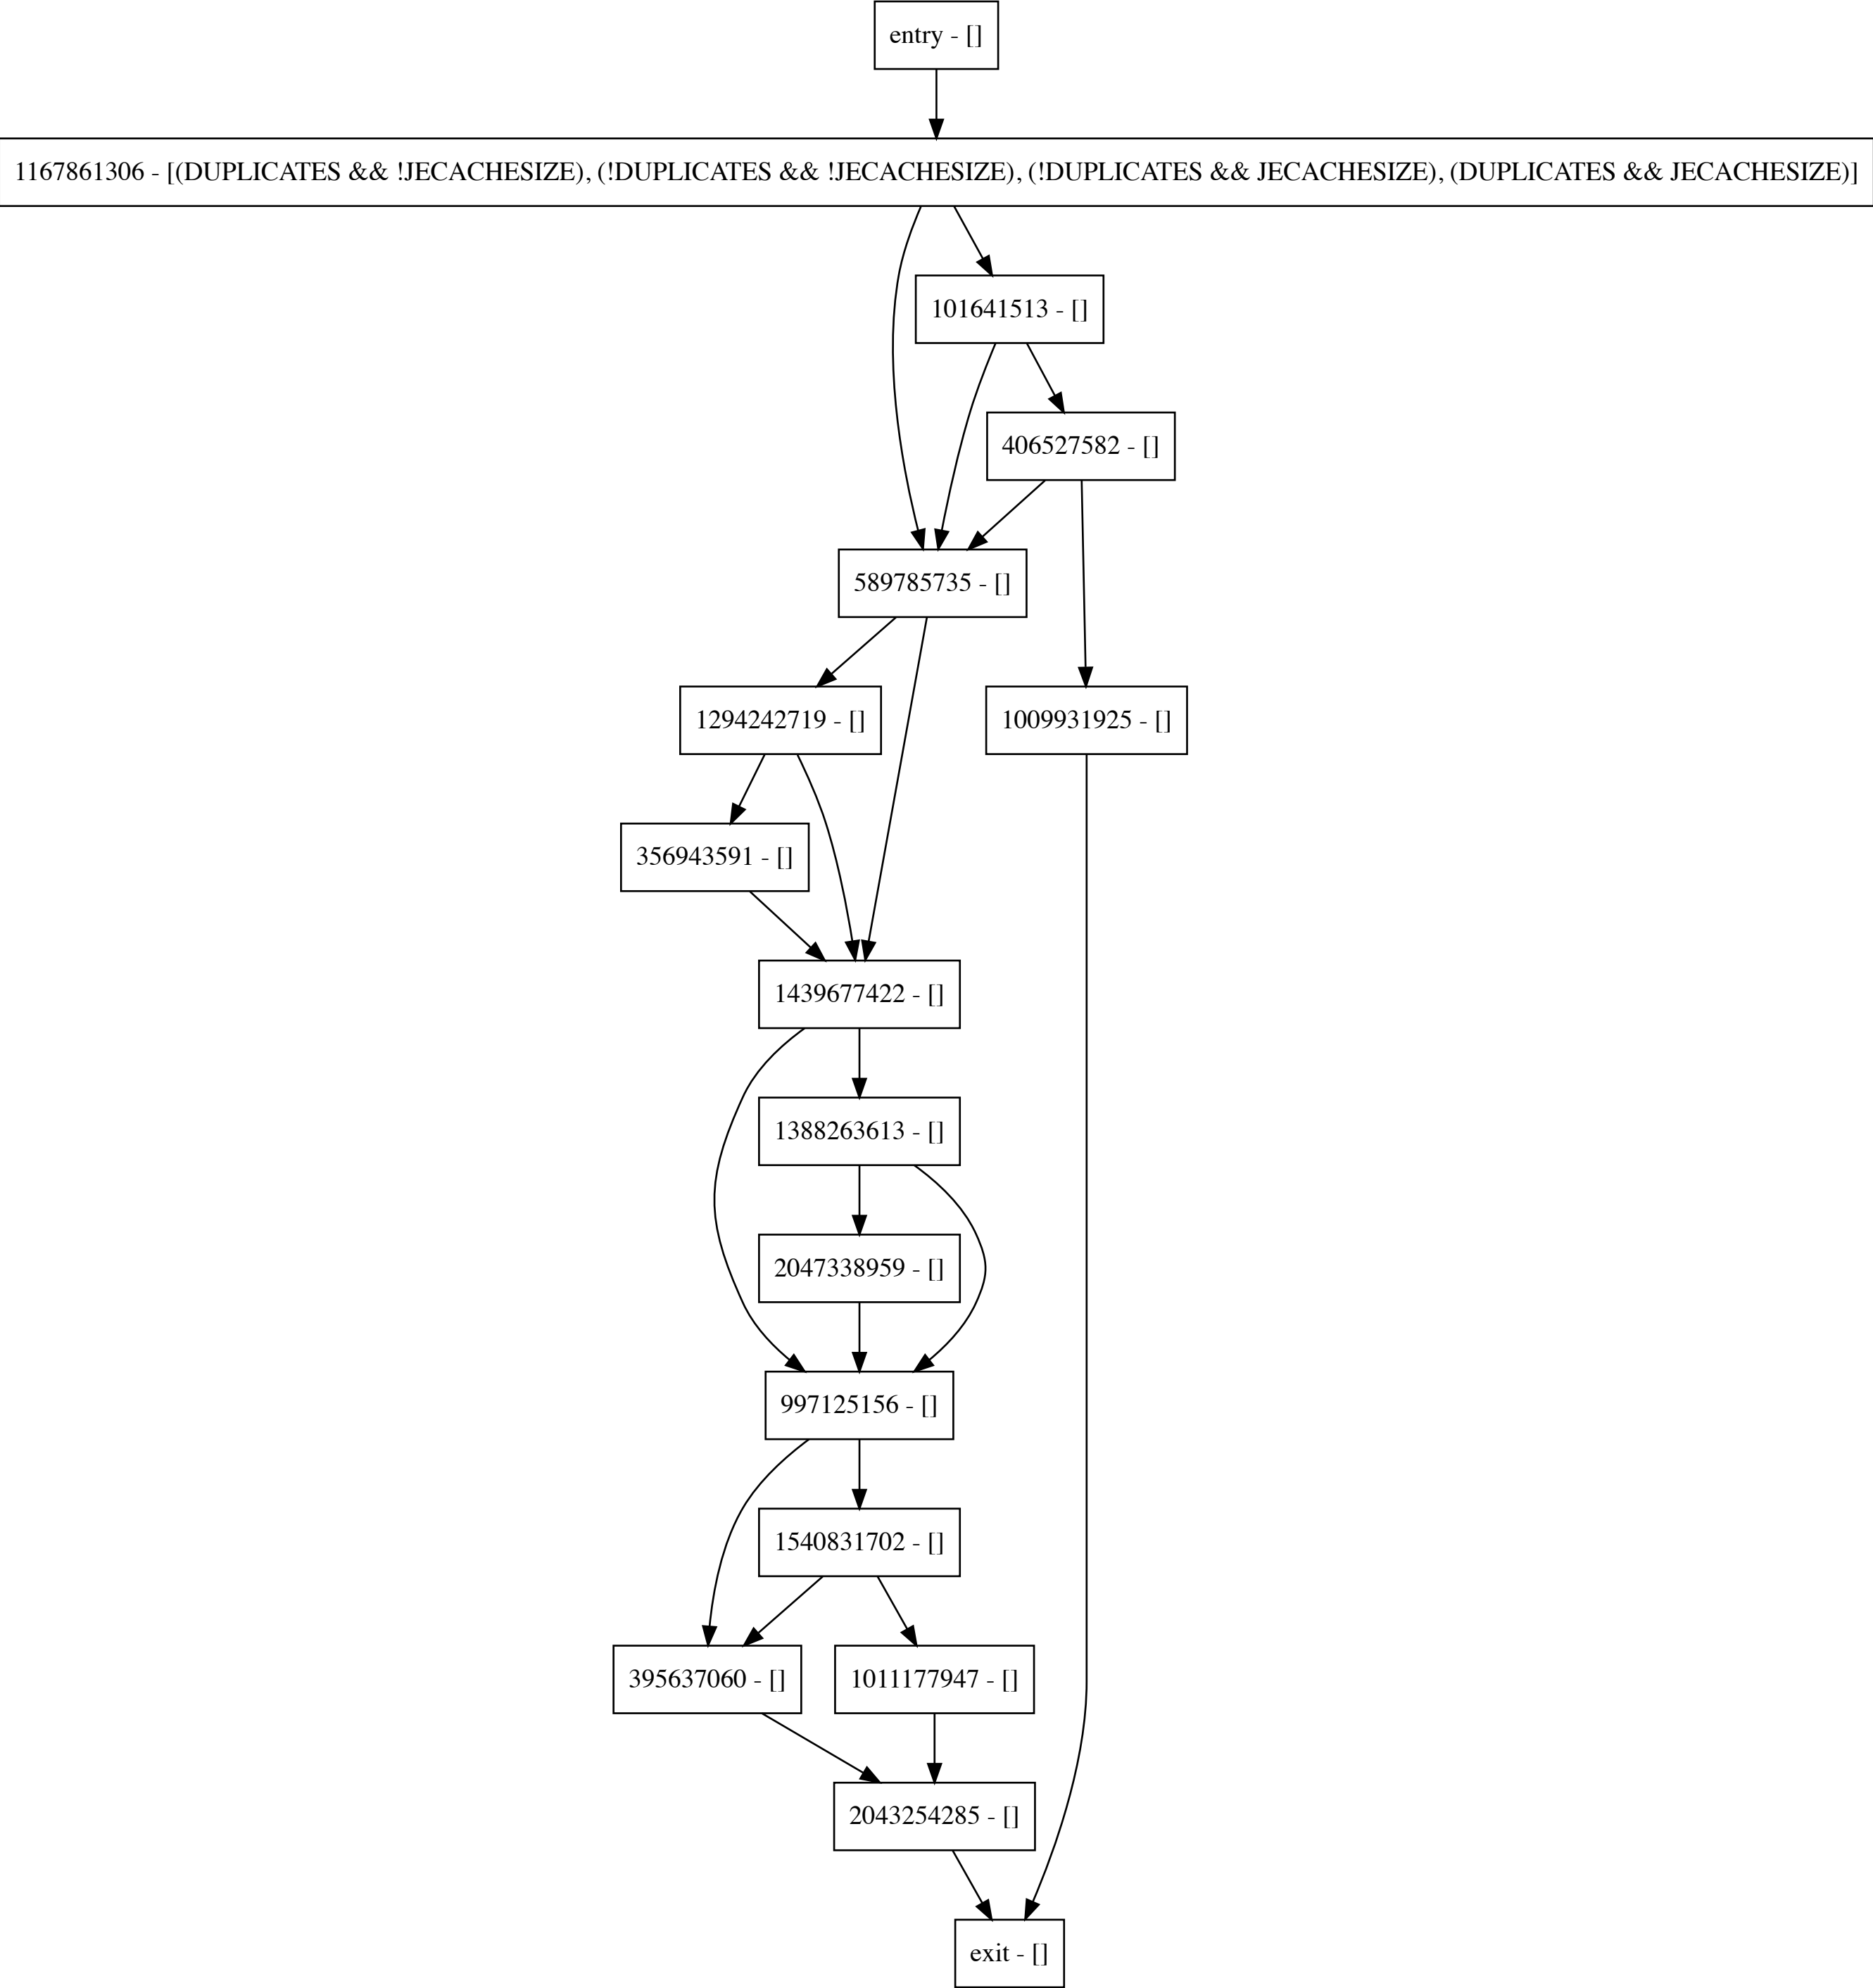 entry - []
1167861306 - [(DUPLICATES && !JECACHESIZE), (!DUPLICATES && !JECACHESIZE), (!DUPLICATES && JECACHESIZE), (DUPLICATES && JECACHESIZE)]
101641513 - []
406527582 - []
589785735 - []
1294242719 - []
1009931925 - []
356943591 - []
1439677422 - []
1388263613 - []
2047338959 - []
997125156 - []
1540831702 - []
395637060 - []
1011177947 - []
2043254285 - []
exit - []